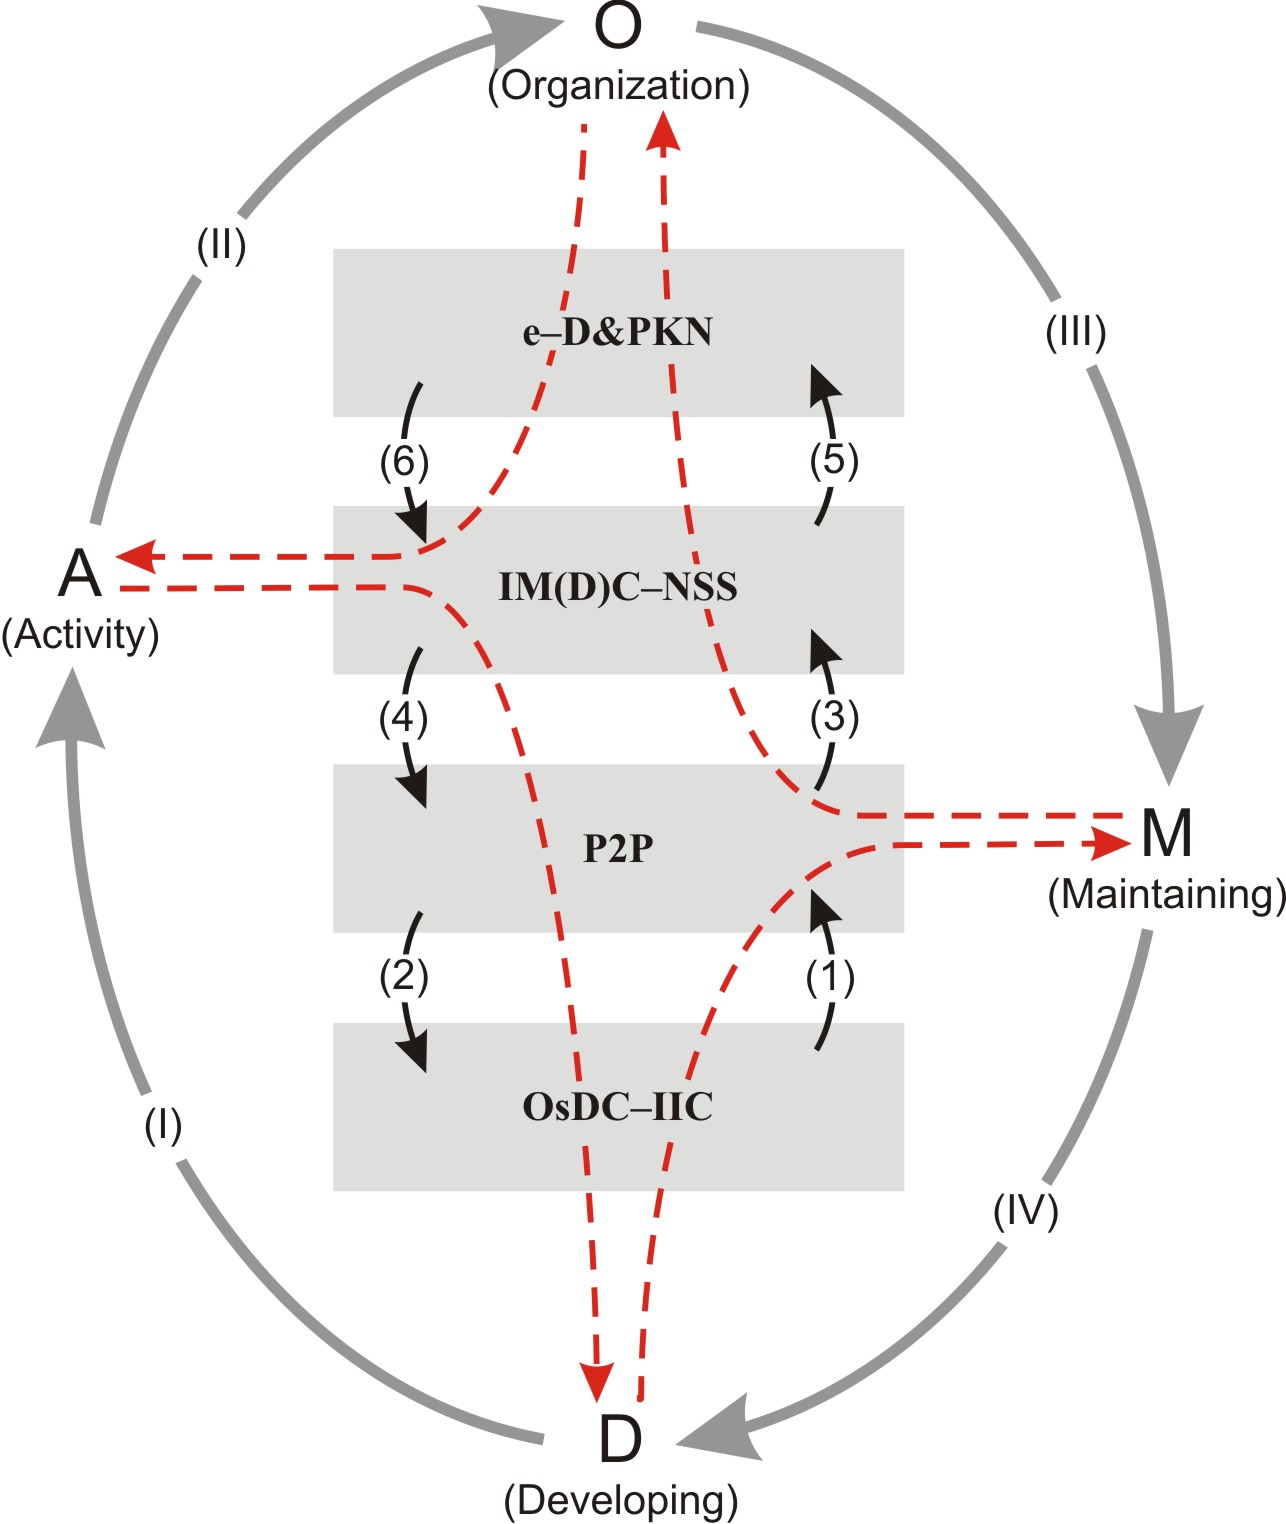 O
(Organization)
(II)
(III)
e–D&PKN
(6)
(5)
A
(Activity)
IM(D)C–NSS
(4)
(3)
P2P
M
(Maintaining)
(2)
(1)
OsDC–IIC
(I)
(IV)
D
(Developing)